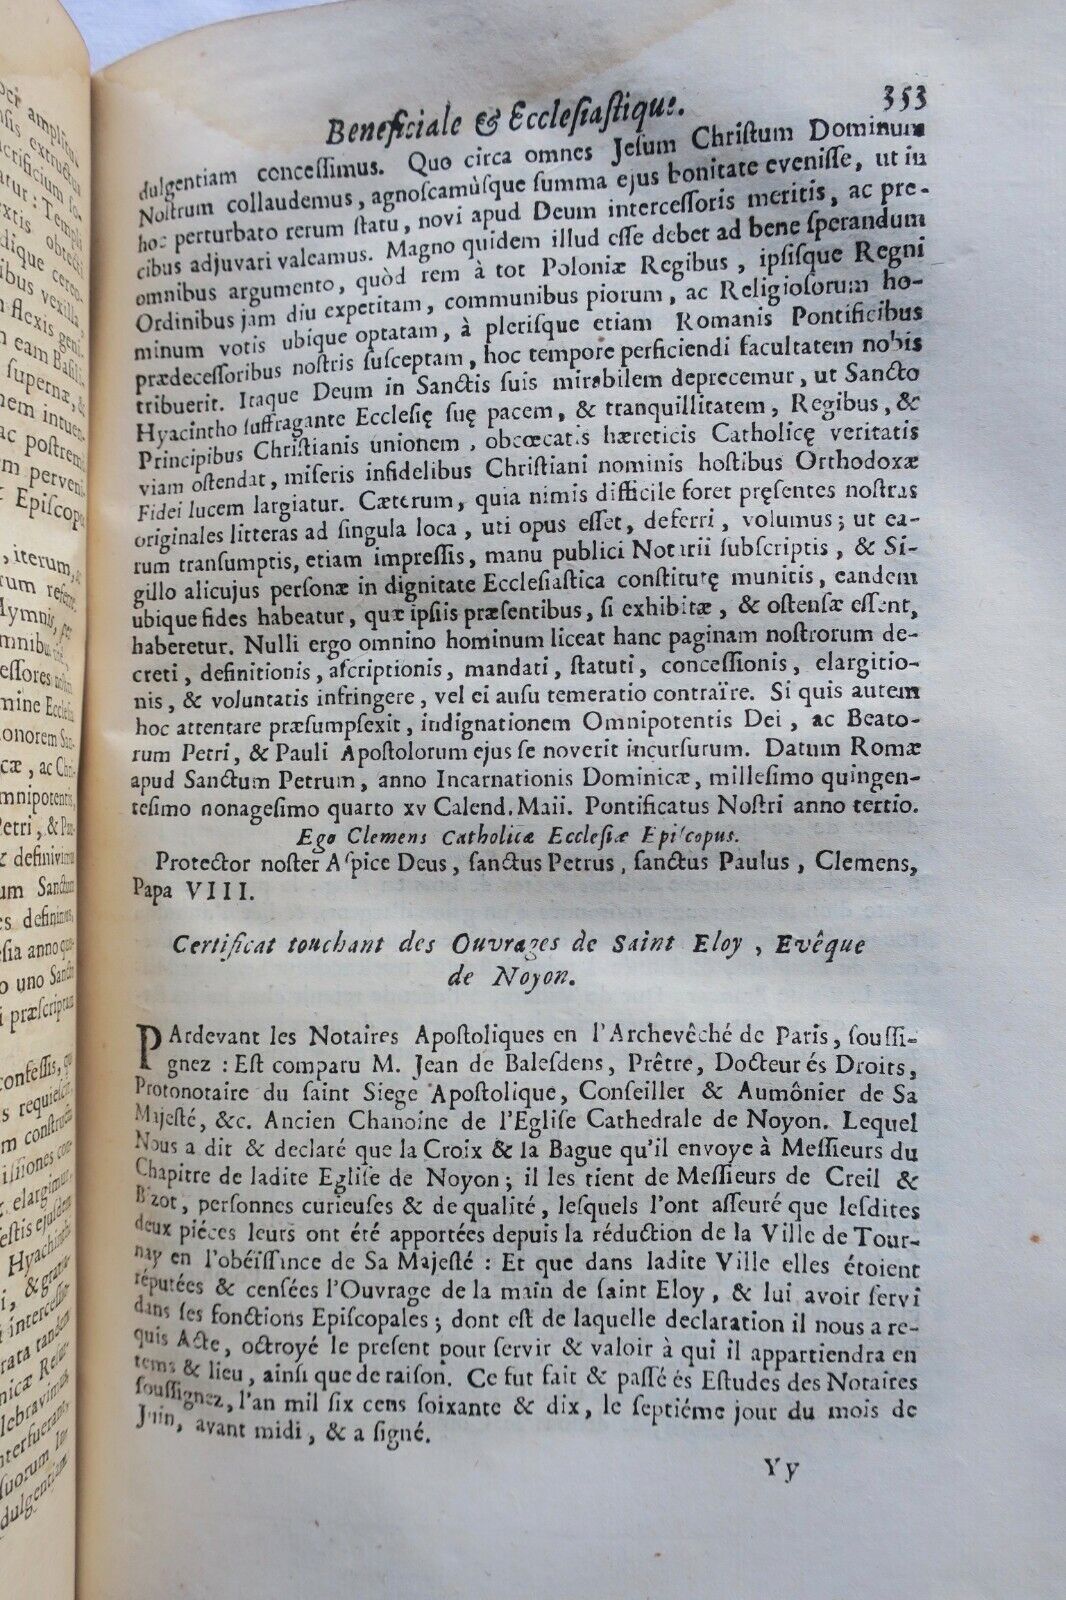 Beneficiale & Eccleſiaſtique. 353
dulgentiam conceſſimus. Quo circa omnes Jeſum Chriſtum Dominum
Noſtrum collaudemus, agnoſcamúſque ſumma ejus bonitate eveniſſe, ut in
hoc perturbato rerum ſtatu, novi apud Deum interceſſoris meritis, ac pre-
cibus adjuvari valeamus. Magno quidem illud eſſe debet ad bene ſperandum
omnibus argumento, quòd rem à tot Poloniæ Regibus, ipſiſque Regni
Ordinibus jam diu expetitam, communibus piorum, ac Religioſorum ho-
minum votis ubique optatam, à pleriſque etiam Romanis Pontificibus
prædeceſſoribus noſtris ſuſceptam, hoc tempore perficiendi facultatem nobis
tribuerit. Itaque Deum in Sanctis ſuis mirabilem deprecemur, ut Sancto
Hyacintho ſuffragante Eccleſię ſuę pacem, & tranquillitatem, Regibus, &
Principibus Chriſtianis unionem, obcœcatis hæreticis Catholicę veritatis
viam oſtendat, miſeris infidelibus Chriſtiani nominis hoſtibus Orthodoxæ
Fidei lucem largiatur. Cæterum, quia nimis difficile foret pręſentes noſtras
originales litteras ad ſingula loca, uti opus eſſet, deferri, volumus; ut ea-
rum tranſumptis, etiam impreſſis, manu publici Notarii ſubſcriptis, & Si-
gillo alicujus perſonæ in dignitate Eccleſiaſtica conſtitutę munitis, eandem
ubique fides habeatur, quæ ipſiis præſentibus, ſi exhibitæ, & oſtenſæ eſſent,
haberetur. Nulli ergo omnino hominum liceat hanc paginam noſtrorum de-
creti, definitionis, aſcriptionis, mandati, ſtatuti, conceſſionis, elargitio-
nis, & voluntatis infringere, vel ei auſu temeratio contraïre. Si quis autem
hoc attentare præſumpſexit, indignationem Omnipotentis Dei, ac Beato-
rum Petri, & Pauli Apoſtolorum ejus ſe noverit incurſurum. Datum Romæ
apud Sanctum Petrum, anno Incarnationis Dominicæ, milleſimo quingen-
teſimo nonageſimo quarto xv Calend. Maii. Pontificatus Noſtri anno tertio.
Ego Clemens Catholicæ Eccleſiæ Epiſcopus.
Protector noſter Aſpice Deus, ſanctus Petrus, ſanctus Paulus, Clemens,
Papa VIII.
Certificat touchant des Ouvrages de Saint Eloy, Evêque
de Noyon.
PArdevant les Notaires Apoſtoliques en l'Archevêché de Paris, ſouſſi-
gnez : Eſt comparu M. Jean de Baleſdens, Prêtre, Docteur és Droits,
Protonotaire du ſaint Siege Apoſtolique, Conſeiller & Aumônier de Sa
Majeſté, &c. Ancien Chanoine de l'Egliſe Cathedrale de Noyon. Lequel
Nous a dit & declaré que la Croix & la Bague qu'il envoye à Meſſieurs du
Chapitre de ladite Egliſe de Noyon; il les tient de Meſſieurs de Creil &
Bizot, perſonnes curieuſes & de qualité, leſquels l'ont aſſeuré que leſdites
deux piéces leurs ont été apportées depuis la réduction de la Ville de Tour-
nay en l'obéïſſance de Sa Majeſté : Et que dans ladite Ville elles étoient
réputées & cenſées l'Ouvrage de la main de ſaint Eloy, & lui avoir ſervi
dans ſes fonctions Epiſcopales; dont eſt de laquelle declaration il nous a re-
quis Acte, octroyé le preſent pour ſervir & valoir à qui il appartiendra en
tems & lieu, ainſi que de raiſon. Ce fut fait & paſſé és Eſtudes des Notaires
ſouſſignez, l'an mil ſix cens ſoixante & dix, le ſeptiéme jour du mois de
Juin, avant midi, & a ſigné.
Yy